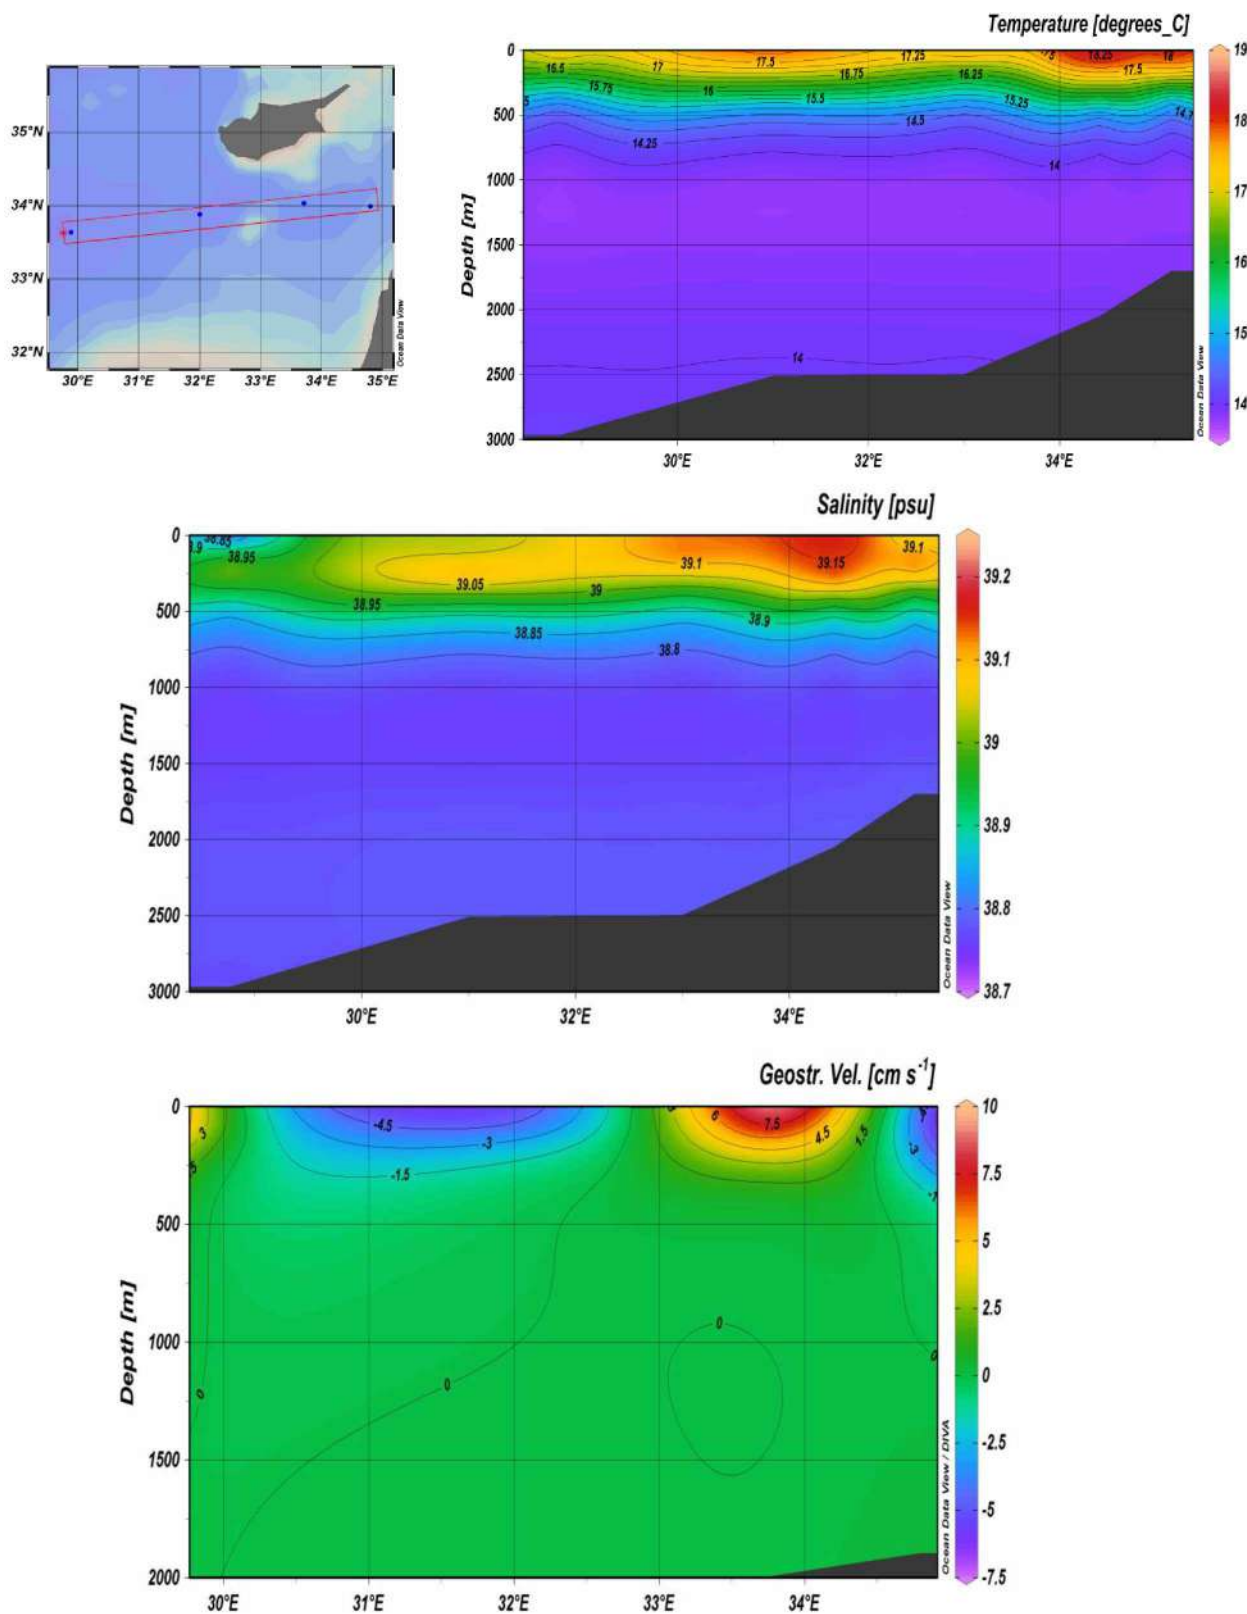 35°N
34°N
33°N
32°N
30°E 31°E 32°E 33°E 34°E 35°E
Ocean Data View
Temperature [degrees_C]
0
500
1000
1500
2000
2500
3000
Depth [m]
16.5 17 17.5 17.25 18.25 18
15.75 16 16.75 16.25 17.5
15.5 15.25
14.25 14.5
14
14
30°E 32°E 34°E
19
18
17
16
15
14
Ocean Data View
Salinity [psu]
0
500
1000
1500
2000
2500
3000
Depth [m]
38.85
38.95 39.1 39.15 39.1
39.05 39
38.95 38.9
38.85 38.8
30°E 32°E 34°E
39.2
39.1
39
38.9
38.8
38.7
Ocean Data View
Geostr. Vel. [cm s-1]
0
500
1000
1500
2000
Depth [m]
3 -4.5 -3 6 7.5 4.5 1.5 -3
-1.5
0
0 0
0
30°E 31°E 32°E 33°E 34°E
10
7.5
5
2.5
0
-2.5
-5
-7.5
Ocean Data View / DIVA